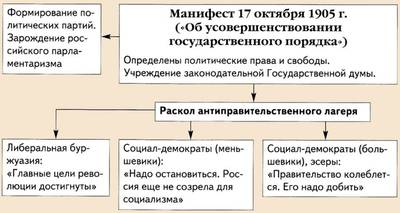 Формирование по-
литических партий.
Зарождение рос-
сийского парла-
ментаризма
Манифест 17 октября 1905 г.
(«Об усовершенствовании
государственного порядка»)
Определены политические права и свободы.
Учреждение законодательной Государственной думы.
Раскол антиправительственного лагеря
Либеральная бур-
жуазия:
«Главные цели рево-
люции достигнуты»
Социал-демократы (мень-
шевики):
«Надо остановиться. Рос-
сия еще не созрела для
социализма»
Социал-демократы (боль-
шевики), эсеры:
«Правительство колеблет-
ся. Его надо добить»